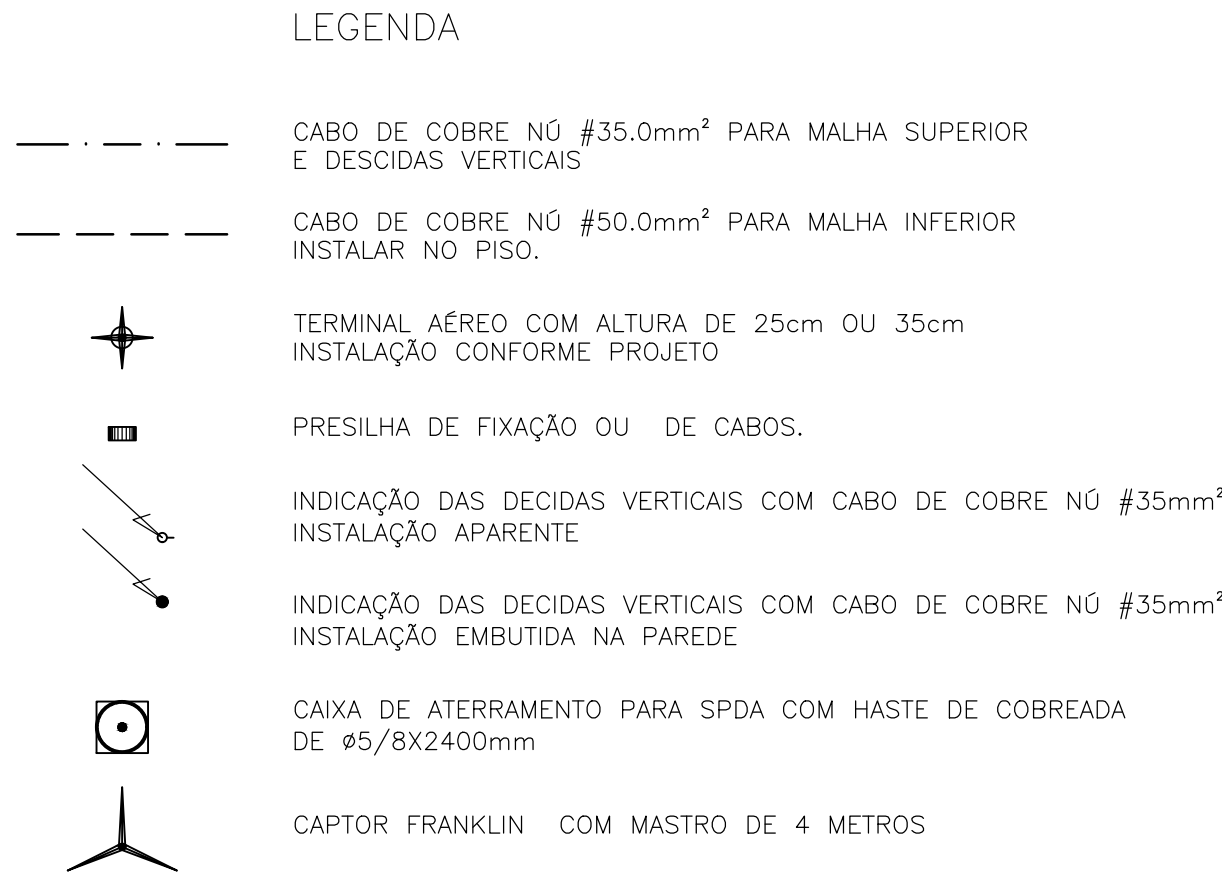 LEGENDA
CABO DE COBRE NÚ #35.0mm² PARA MALHA SUPERIOR
E DESCIDAS VERTICAIS
CABO DE COBRE NÚ #50.0mm² PARA MALHA INFERIOR
INSTALAR NO PISO.
TERMINAL AÉREO COM ALTURA DE 25cm OU 35cm
INSTALAÇÃO CONFORME PROJETO
PRESILHA DE FIXAÇÃO OU DE CABOS.
INDICAÇÃO DAS DECIDAS VERTICAIS COM CABO DE COBRE NÚ #35mm²
INSTALAÇÃO APARENTE
INDICAÇÃO DAS DECIDAS VERTICAIS COM CABO DE COBRE NÚ #35mm²
INSTALAÇÃO EMBUTIDA NA PAREDE
CAIXA DE ATERRAMENTO PARA SPDA COM HASTE DE COBREADA
DE ø5/8X2400mm
CAPTOR FRANKLIN COM MASTRO DE 4 METROS